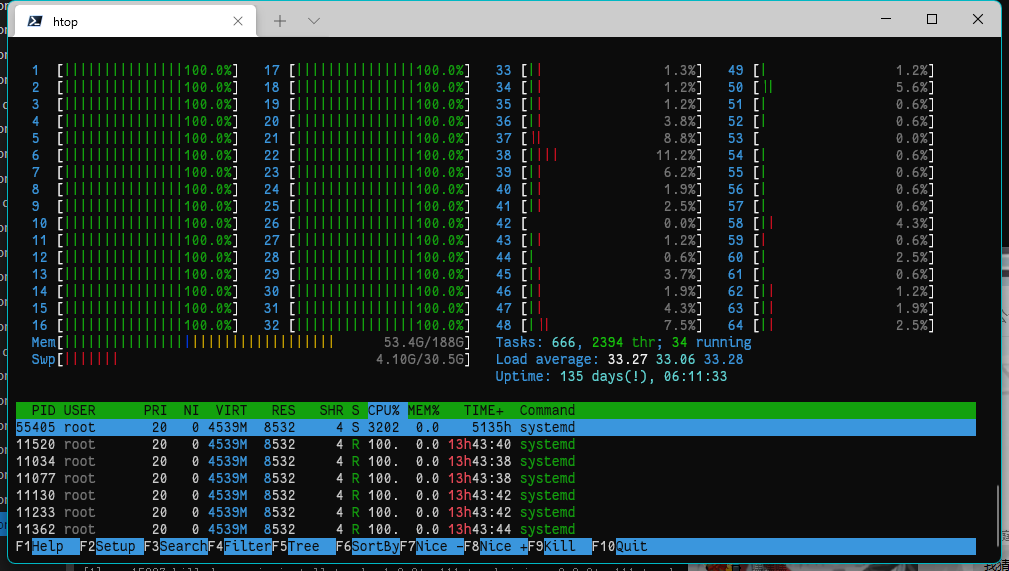 htop
1 [100.0%] 17 [100.0%] 33 [1.3%] 49 [1.2%]
2 [100.0%] 18 [100.0%] 34 [1.2%] 50 [5.6%]
3 [100.0%] 19 [100.0%] 35 [1.2%] 51 [0.6%]
4 [100.0%] 20 [100.0%] 36 [3.8%] 52 [0.6%]
5 [100.0%] 21 [100.0%] 37 [8.8%] 53 [0.0%]
6 [100.0%] 22 [100.0%] 38 [11.2%] 54 [0.6%]
7 [100.0%] 23 [100.0%] 39 [6.2%] 55 [0.6%]
8 [100.0%] 24 [100.0%] 40 [1.9%] 56 [0.6%]
9 [100.0%] 25 [100.0%] 41 [2.5%] 57 [0.6%]
10 [100.0%] 26 [100.0%] 42 [0.0%] 58 [4.3%]
11 [100.0%] 27 [100.0%] 43 [1.2%] 59 [0.6%]
12 [100.0%] 28 [100.0%] 44 [0.6%] 60 [2.5%]
13 [100.0%] 29 [100.0%] 45 [3.7%] 61 [0.6%]
14 [100.0%] 30 [100.0%] 46 [1.9%] 62 [1.2%]
15 [100.0%] 31 [100.0%] 47 [4.3%] 63 [1.9%]
16 [100.0%] 32 [100.0%] 48 [7.5%] 64 [2.5%]
Mem[53.4G/188G] Tasks: 666, 2394 thr; 34 running
Swp[4.10G/30.5G] Load average: 33.27 33.06 33.28
Uptime: 135 days(!), 06:11:33
PID USER PRI NI VIRT RES SHR S CPU% MEM% TIME+ Command
55405 root 20 0 4539M 8532 4 S 3202 0.0 5135h systemd
11520 root 20 0 4539M 8532 4 R 100. 0.0 13h43:40 systemd
11034 root 20 0 4539M 8532 4 R 100. 0.0 13h43:38 systemd
11077 root 20 0 4539M 8532 4 R 100. 0.0 13h43:38 systemd
11130 root 20 0 4539M 8532 4 R 100. 0.0 13h43:42 systemd
11233 root 20 0 4539M 8532 4 R 100. 0.0 13h43:42 systemd
11362 root 20 0 4539M 8532 4 R 100. 0.0 13h43:44 systemd
F1Help F2Setup F3SearchF4FilterF5Tree F6SortByF7Nice -F8Nice +F9Kill F10Quit